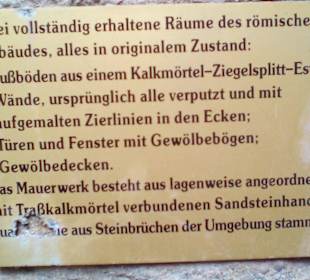 ei vollständig erhaltene Räume des römische
bäudes, alles in originalem Zustand:
ußböden aus einem Kalkmörtel–Ziegelsplitt–Est
Wände, ursprünglich alle verputzt und mit
ufgemalten Zierlinien in den Ecken;
Türen und Fenster mit Gewölbebögen;
Gewölbedecken.
as Mauerwerk besteht aus lagenweise angeordne
it Traßkalkmörtel verbundenen Sandsteinhand
aus Steinbrüchen der Umgebung stamm